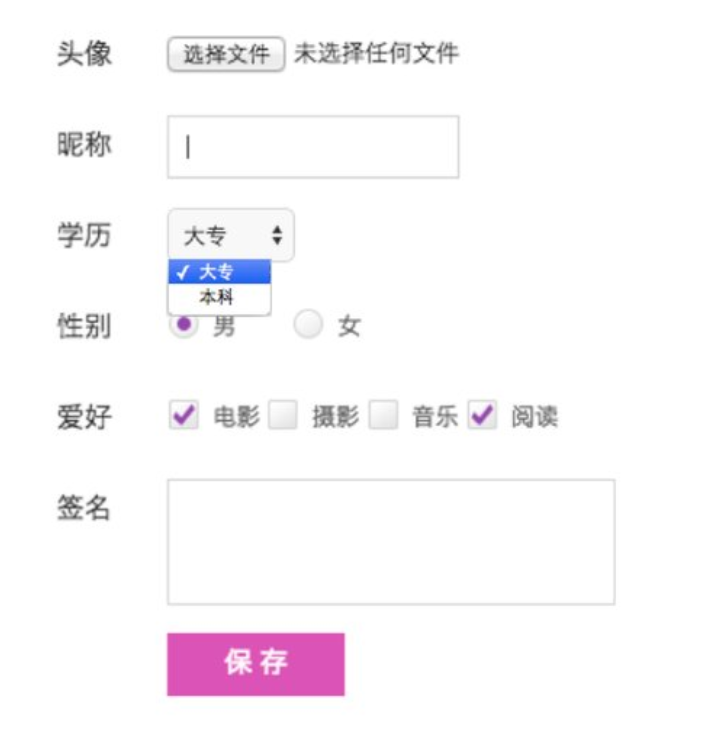 头像 选择文件 未选择任何文件
昵称
学历 大专
大专
本科
性别 男 女
爱好 电影 摄影 音乐 阅读
签名
保存